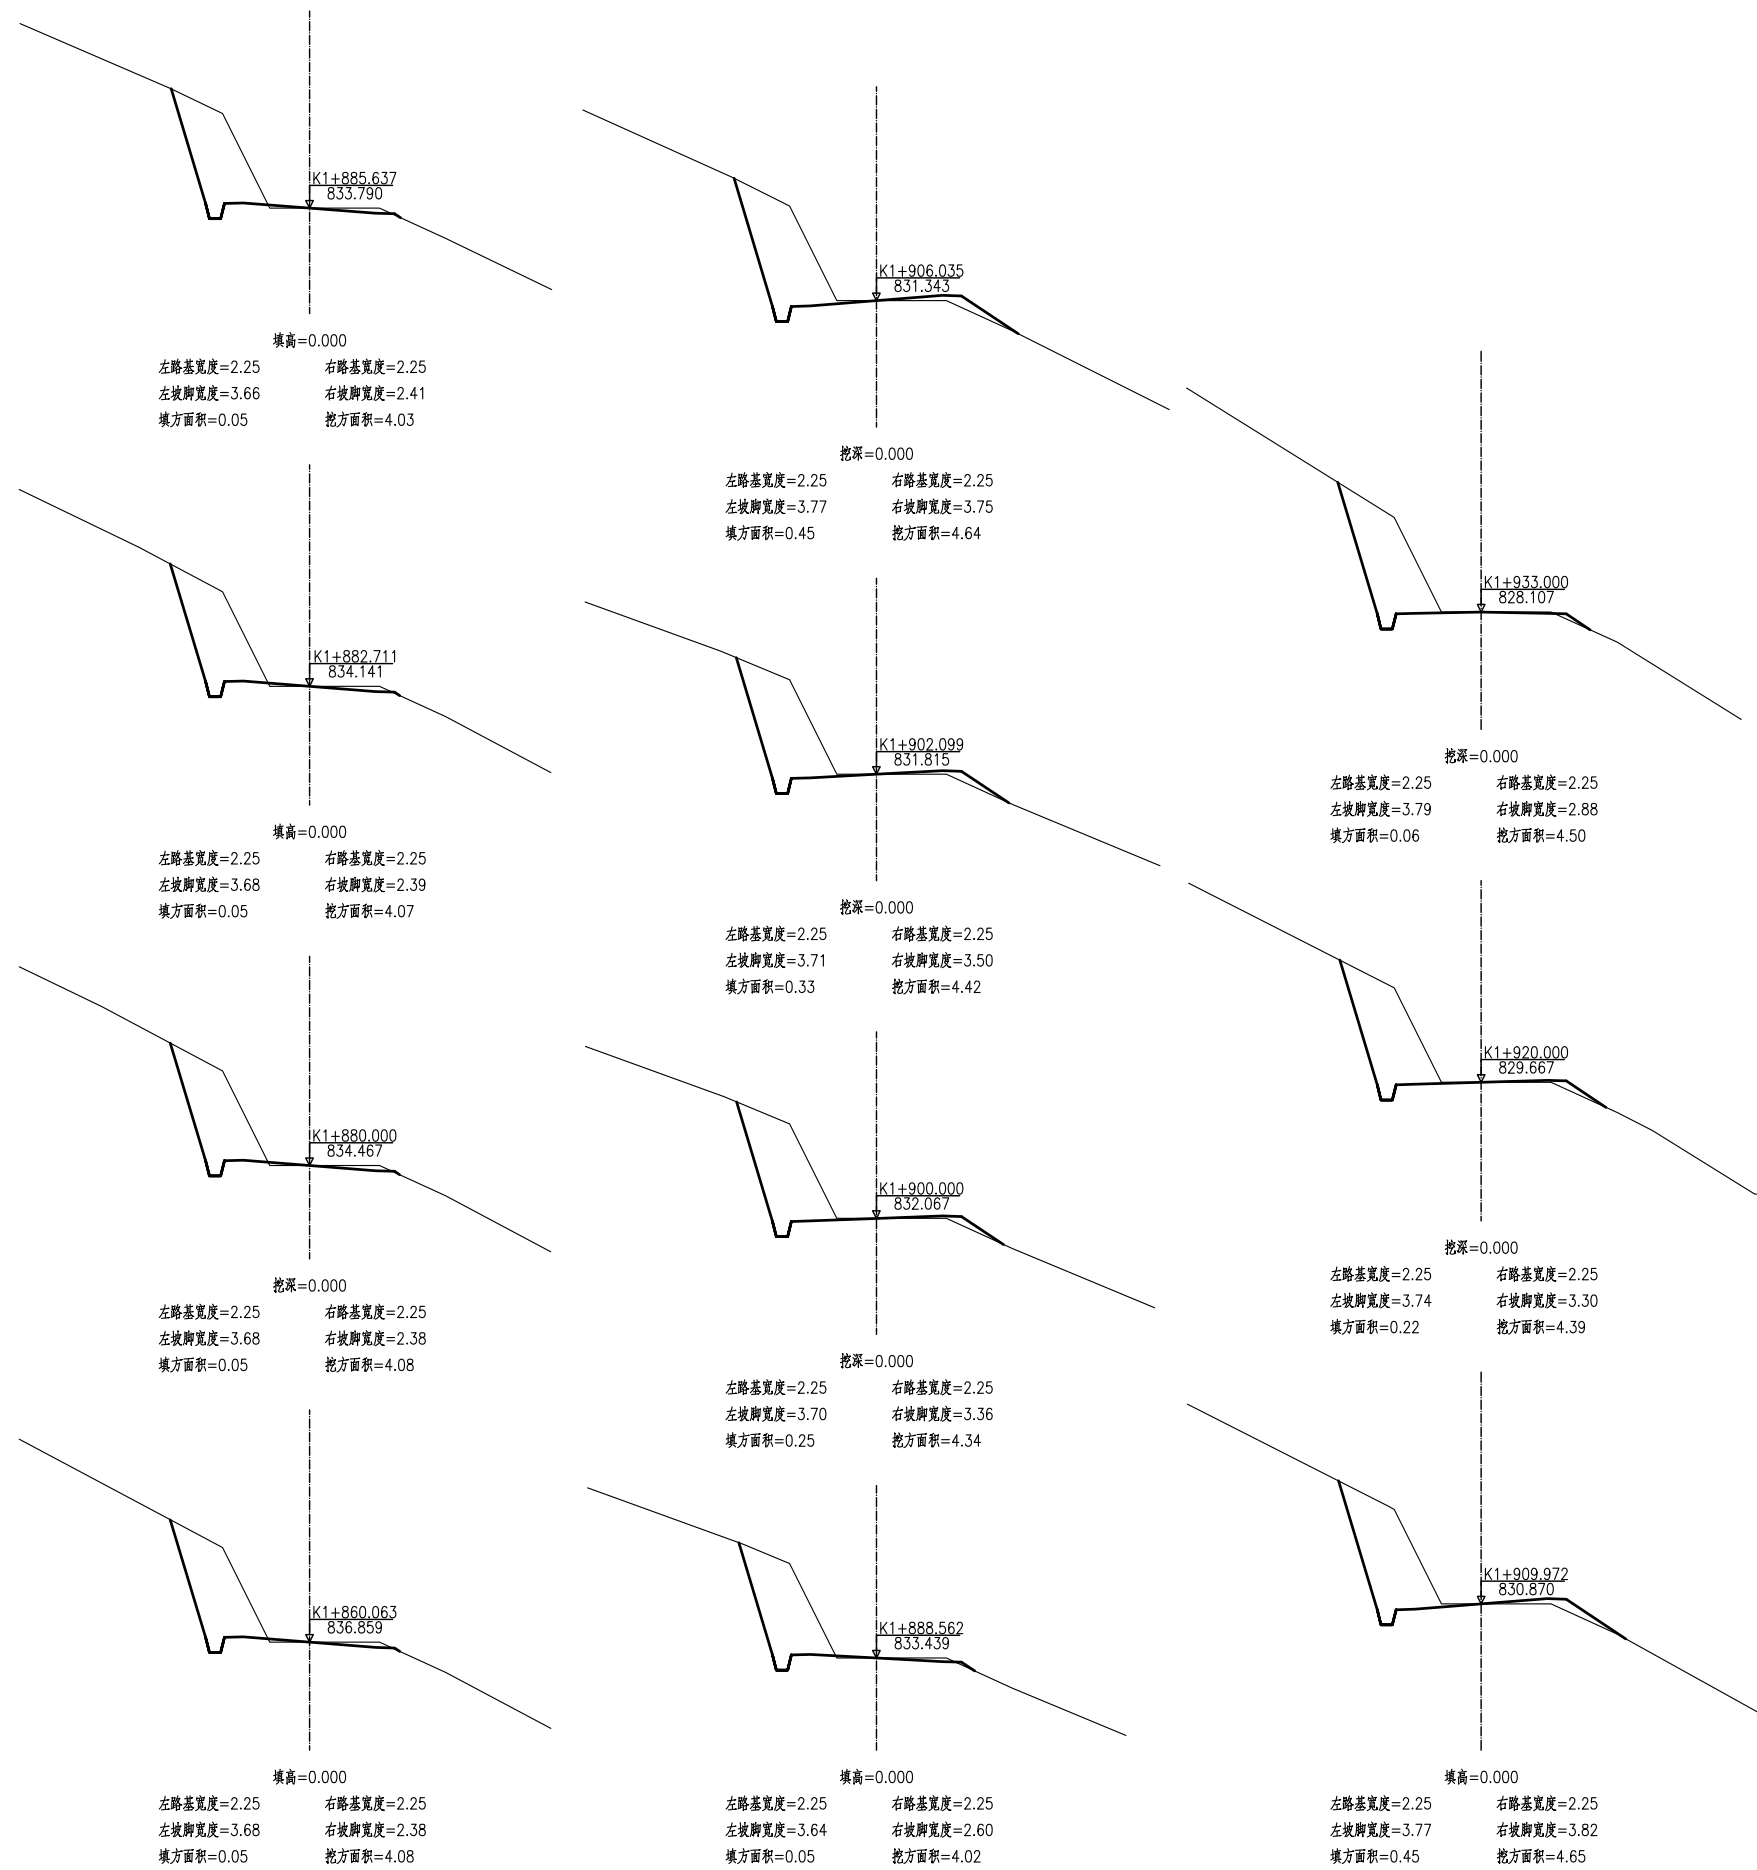 K1+885.637
833.790
填高=0.000
左路基宽度=2.25 右路基宽度=2.25
左坡脚宽度=3.66 右坡脚宽度=2.41
填方面积=0.05 挖方面积=4.03
K1+882.711
834.141
填高=0.000
左路基宽度=2.25 右路基宽度=2.25
左坡脚宽度=3.68 右坡脚宽度=2.39
填方面积=0.05 挖方面积=4.07
K1+880.000
834.467
挖深=0.000
左路基宽度=2.25 右路基宽度=2.25
左坡脚宽度=3.68 右坡脚宽度=2.38
填方面积=0.05 挖方面积=4.08
K1+860.063
836.859
填高=0.000
左路基宽度=2.25 右路基宽度=2.25
左坡脚宽度=3.68 右坡脚宽度=2.38
填方面积=0.05 挖方面积=4.08
K1+906.035
831.343
挖深=0.000
左路基宽度=2.25 右路基宽度=2.25
左坡脚宽度=3.77 右坡脚宽度=3.75
填方面积=0.45 挖方面积=4.64
K1+902.099
831.815
挖深=0.000
左路基宽度=2.25 右路基宽度=2.25
左坡脚宽度=3.71 右坡脚宽度=3.50
填方面积=0.33 挖方面积=4.42
K1+900.000
832.067
挖深=0.000
左路基宽度=2.25 右路基宽度=2.25
左坡脚宽度=3.70 右坡脚宽度=3.36
填方面积=0.25 挖方面积=4.34
K1+888.562
833.439
填高=0.000
左路基宽度=2.25 右路基宽度=2.25
左坡脚宽度=3.64 右坡脚宽度=2.60
填方面积=0.05 挖方面积=4.02
K1+933.000
828.107
挖深=0.000
左路基宽度=2.25 右路基宽度=2.25
左坡脚宽度=3.79 右坡脚宽度=2.88
填方面积=0.06 挖方面积=4.50
K1+920.000
829.667
挖深=0.000
左路基宽度=2.25 右路基宽度=2.25
左坡脚宽度=3.74 右坡脚宽度=3.30
填方面积=0.22 挖方面积=4.39
K1+909.972
830.870
填高=0.000
左路基宽度=2.25 右路基宽度=2.25
左坡脚宽度=3.77 右坡脚宽度=3.82
填方面积=0.45 挖方面积=4.65